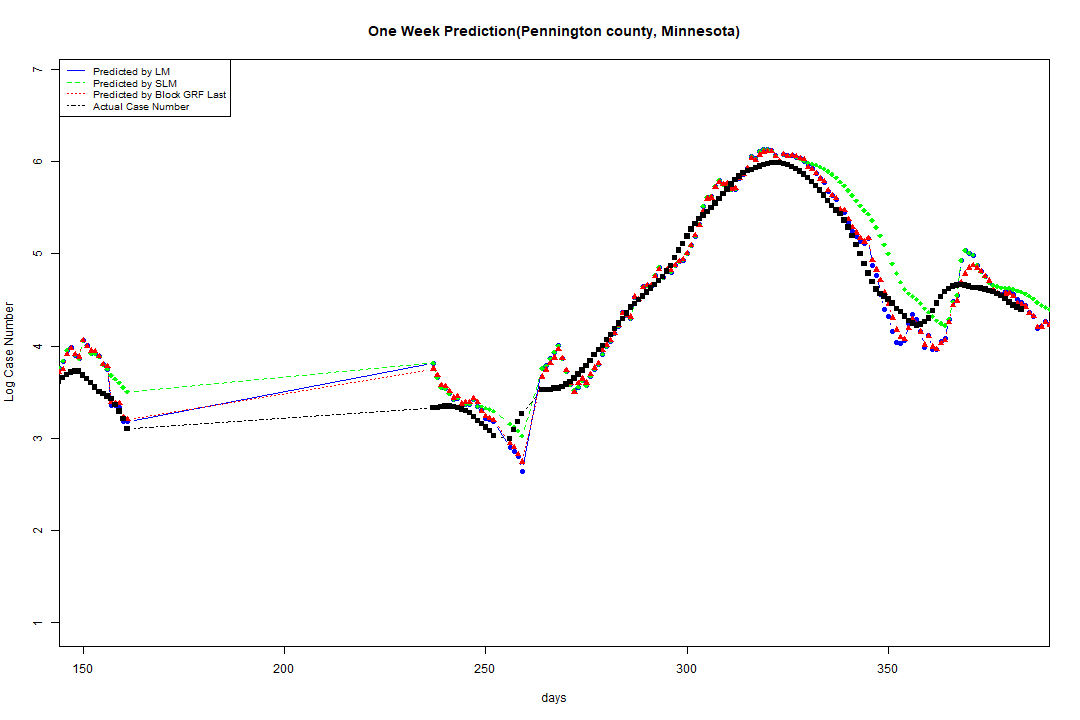 One Week Prediction(Pennington county, Minnesota)
Predicted by LM
Predicted by SLM
Predicted by Block GRF Last
Actual Case Number
7
6
5
4
3
2
1
Log Case Number
150 200 250 300 350
days